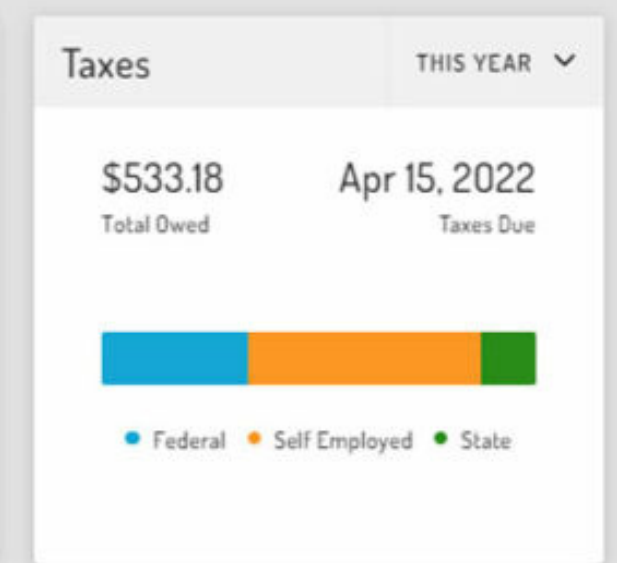 Taxes THIS YEAR
$533.18 Apr 15, 2022
Total Owed Taxes Due
Federal Self Employed State